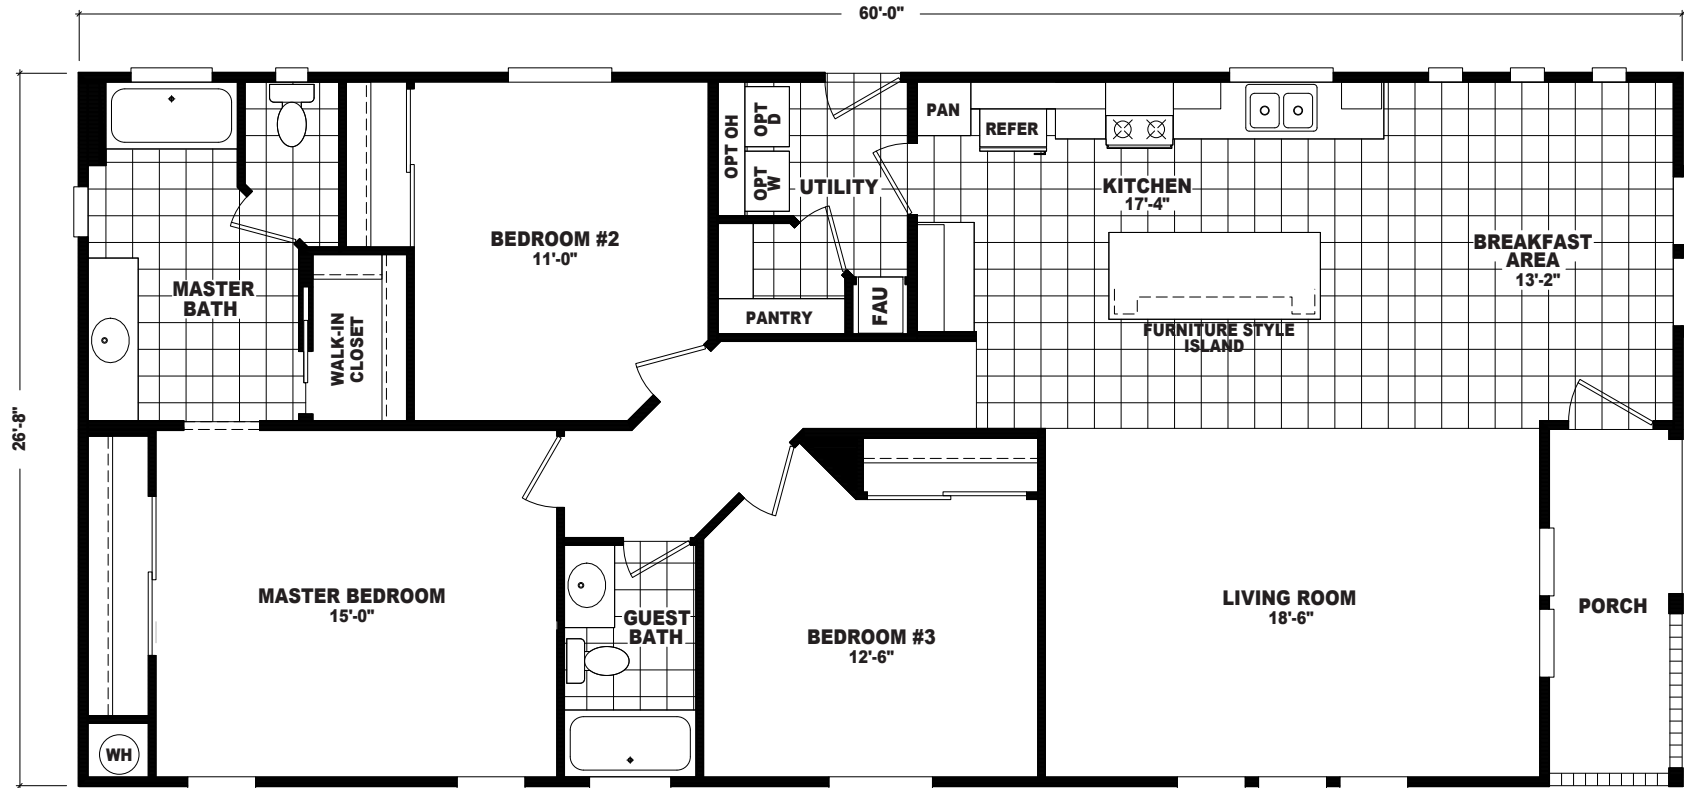 60'-0"
26'-8"
MASTER
BATH
WALK-IN
CLOSET
BEDROOM #2
11'-0"
OPT OH
OPT
D
OPT
W
UTILITY
PANTRY
FAU
PAN
REFER
KITCHEN
17'-4"
FURNITURE STYLE
ISLAND
BREAKFAST
AREA
13'-2"
MASTER BEDROOM
15'-0"
WH
GUEST
BATH
BEDROOM #3
12'-6"
LIVING ROOM
18'-6"
PORCH